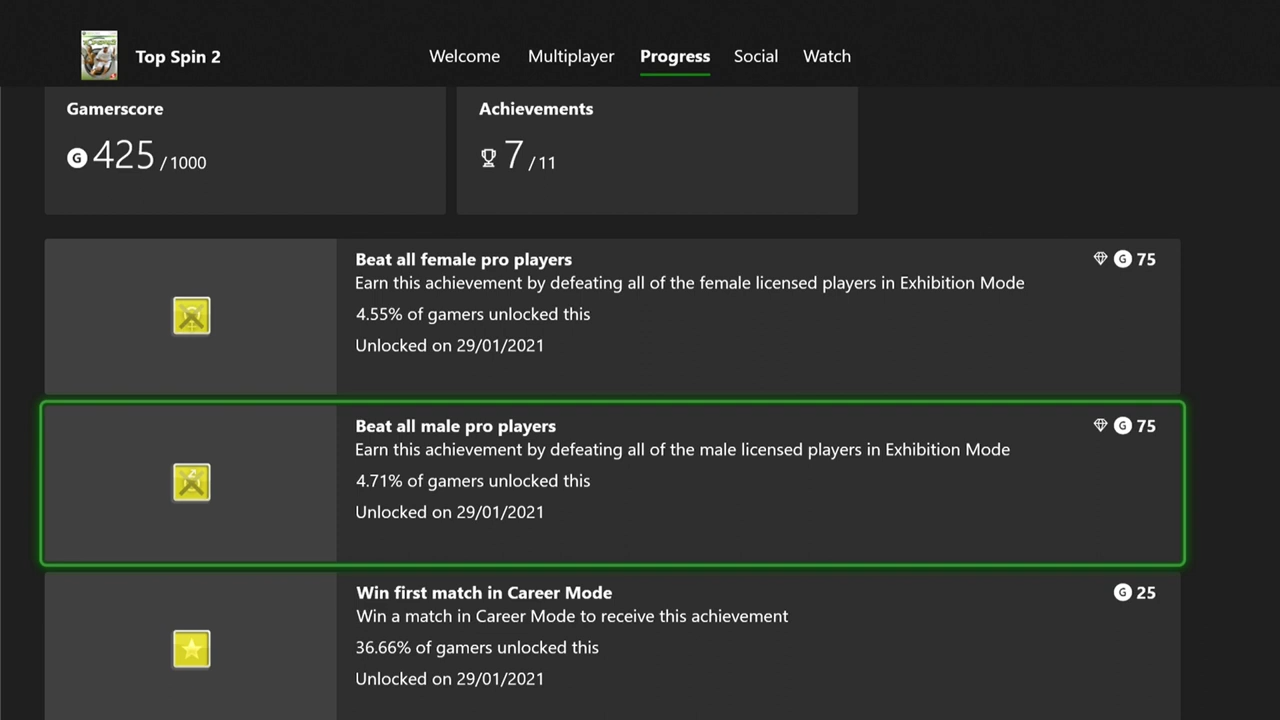 Top Spin 2
Welcome Multiplayer Progress Social Watch
Gamerscore
G 425 / 1000
Achievements
7 / 11
Beat all female pro players
G 75
Earn this achievement by defeating all of the female licensed players in Exhibition Mode
4.55% of gamers unlocked this
Unlocked on 29/01/2021
Beat all male pro players
G 75
Earn this achievement by defeating all of the male licensed players in Exhibition Mode
4.71% of gamers unlocked this
Unlocked on 29/01/2021
Win first match in Career Mode
G 25
Win a match in Career Mode to receive this achievement
36.66% of gamers unlocked this
Unlocked on 29/01/2021